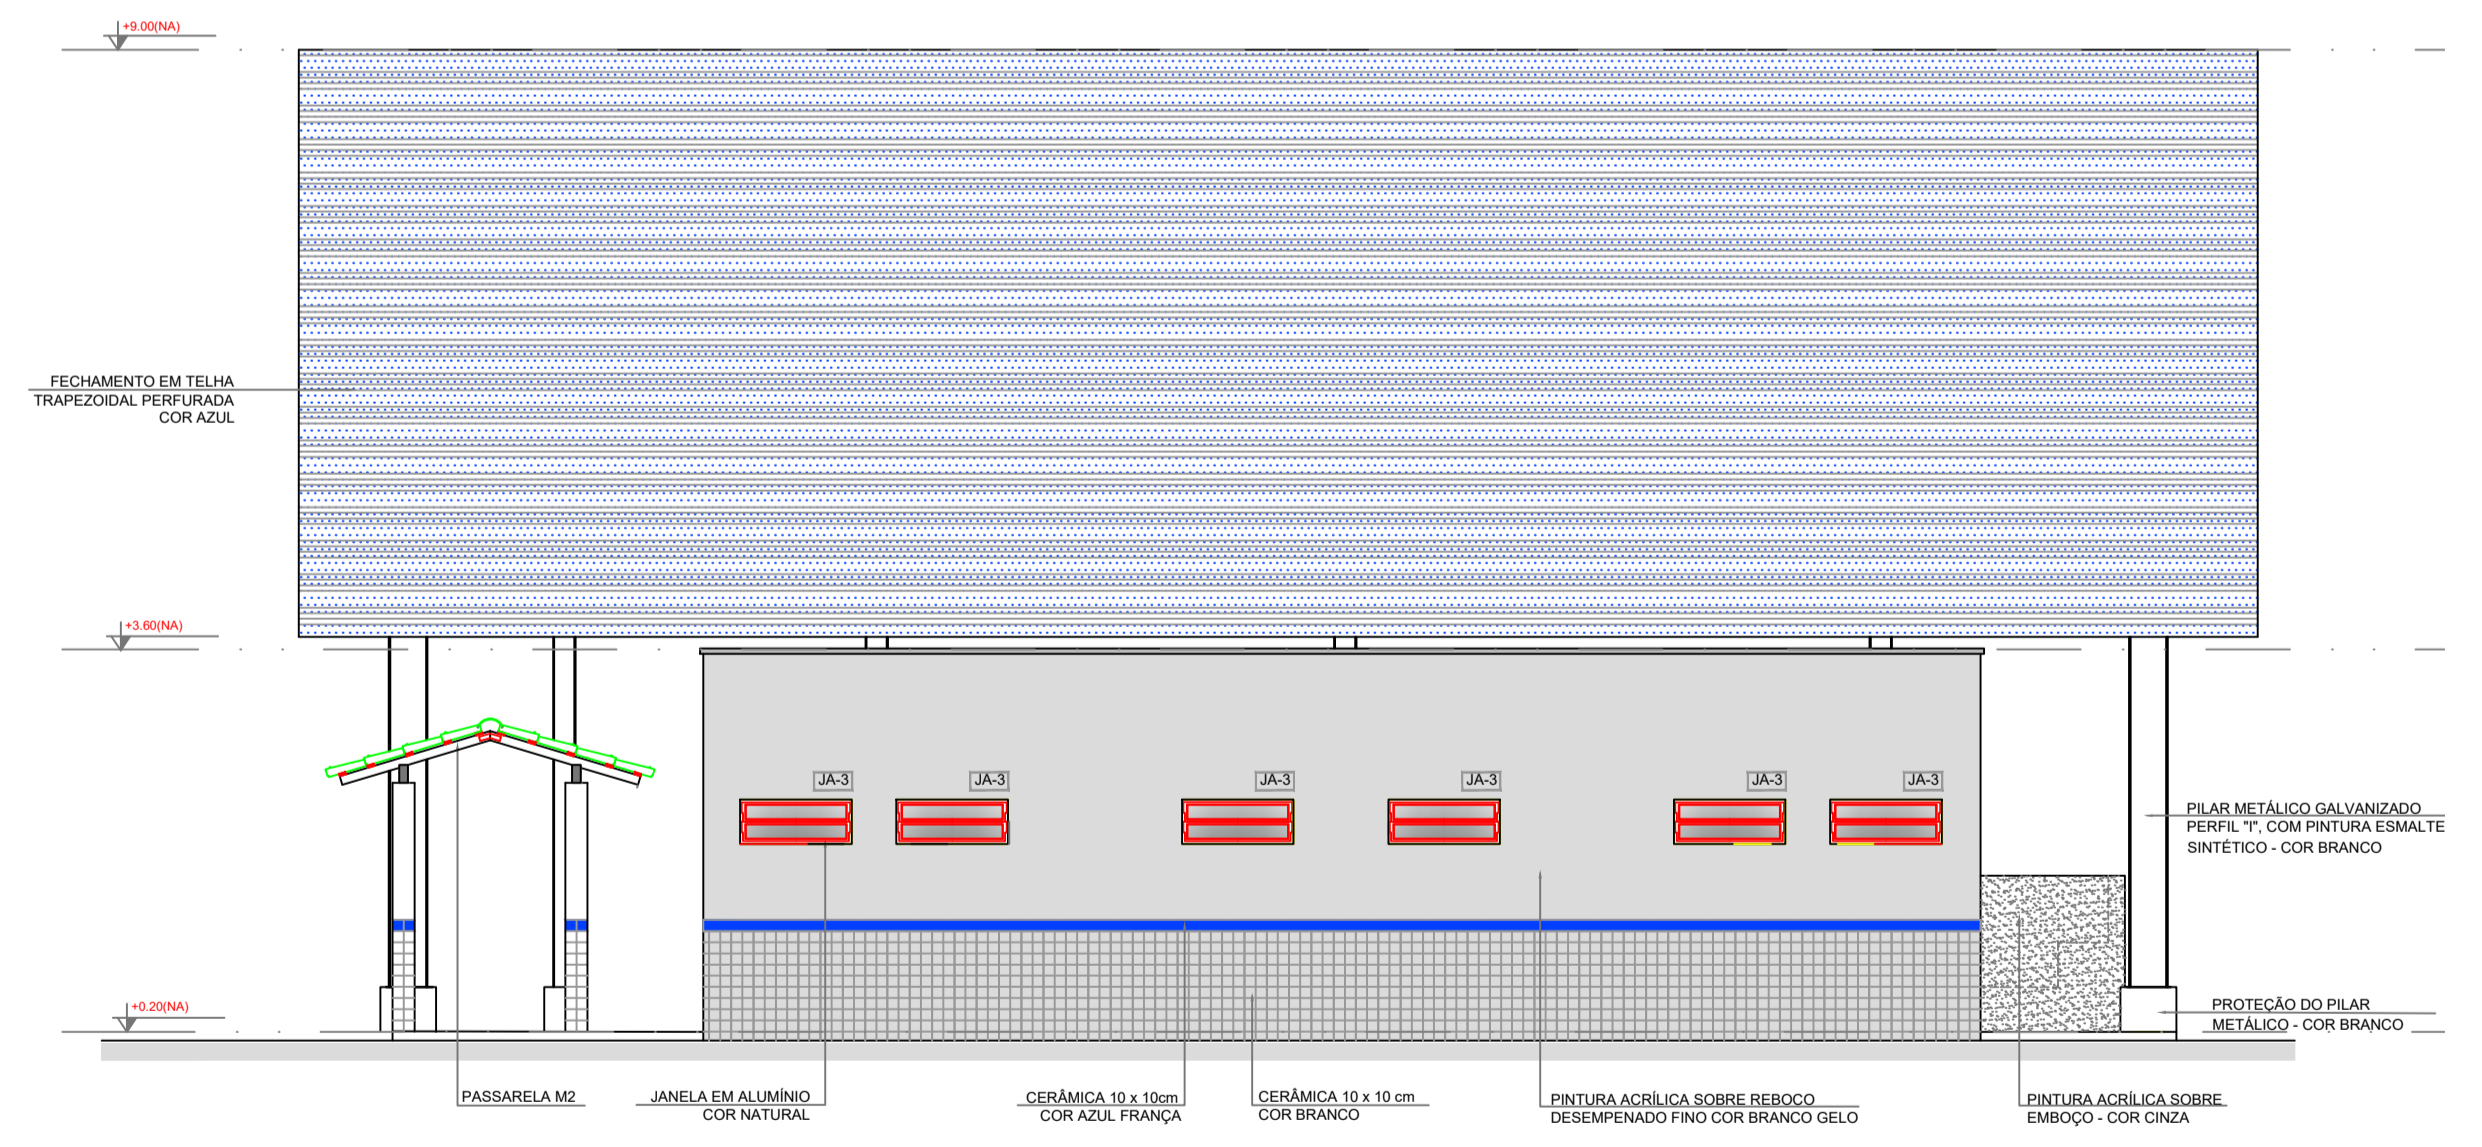 +9.00(NA)
FECHAMENTO EM TELHA
TRAPEZOIDAL PERFURADA
COR AZUL
+3.60(NA)
JA-3
JA-3
JA-3
JA-3
JA-3
JA-3
PILAR METÁLICO GALVANIZADO
PERFIL "I", COM PINTURA ESMALTE
SINTÉTICO - COR BRANCO
+0.20(NA)
PROTEÇÃO DO PILAR
METÁLICO - COR BRANCO
PASSARELA M2
JANELA EM ALUMÍNIO
COR NATURAL
CERÂMICA 10 x 10cm
COR AZUL FRANÇA
CERÂMICA 10 x 10 cm
COR BRANCO
PINTURA ACRÍLICA SOBRE REBOCO
DESEMPENADO FINO COR BRANCO GELO
PINTURA ACRÍLICA SOBRE
EMBOÇO - COR CINZA